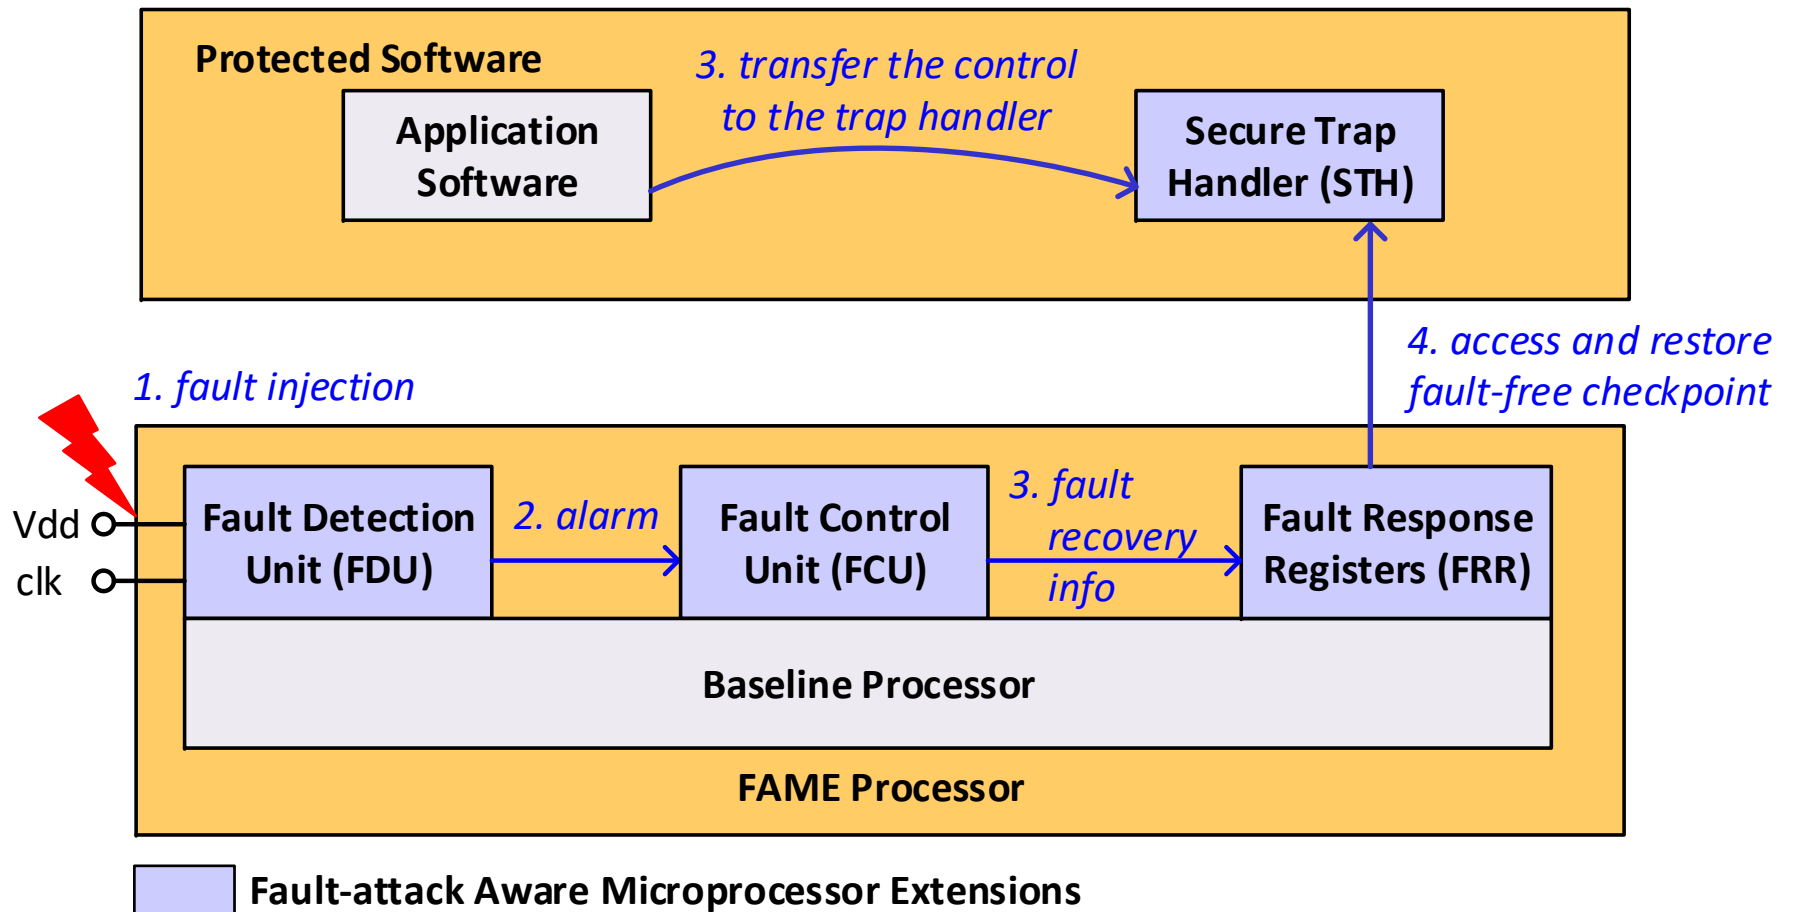 Protected Software
3. transfer the control
to the trap handler
Application
Software
Secure Trap
Handler (STH)
4. access and restore
fault-free checkpoint
1. fault injection
Vdd
clk
Fault Detection
Unit (FDU)
2. alarm
Fault Control
Unit (FCU)
3. fault
recovery
info
Fault Response
Registers (FRR)
Baseline Processor
FAME Processor
Fault-attack Aware Microprocessor Extensions